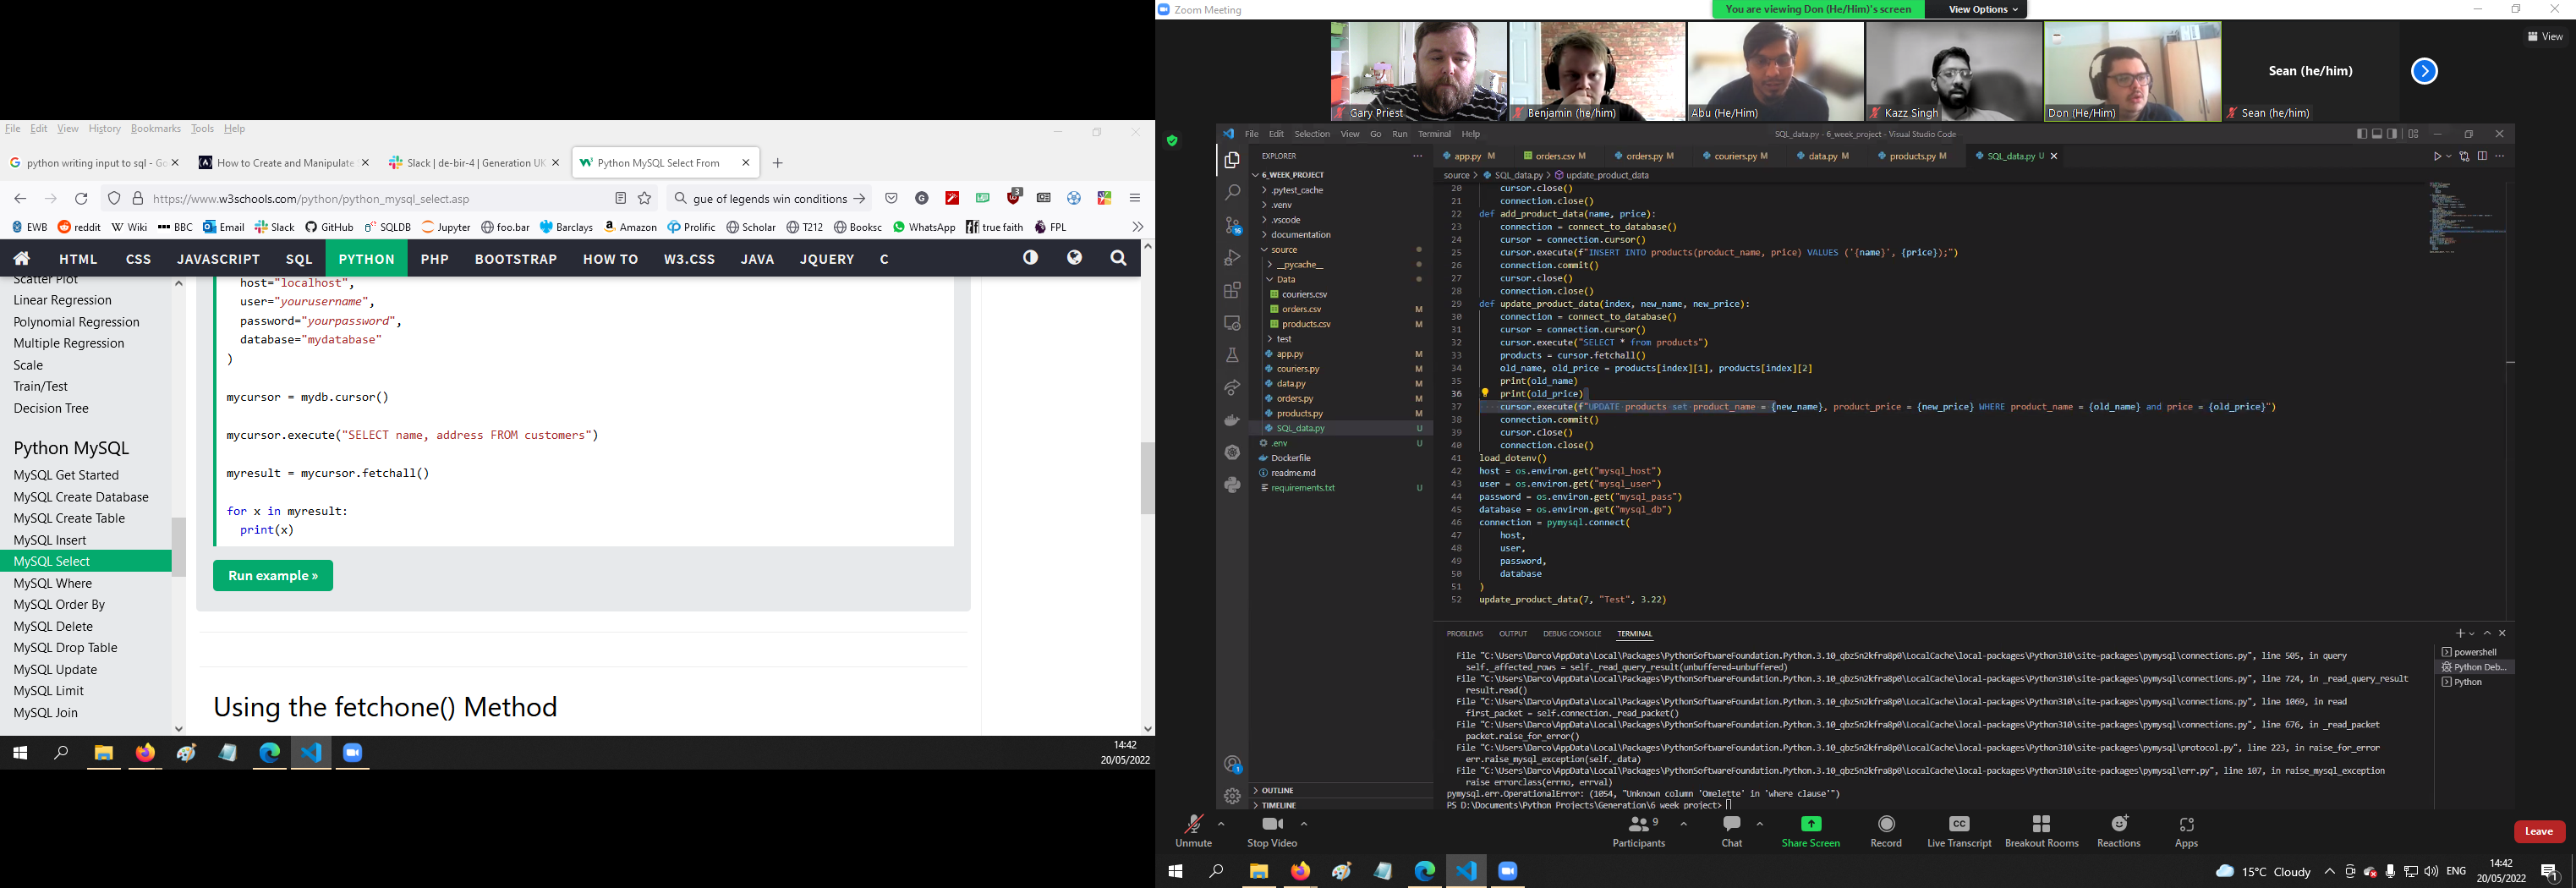 File Edit View History Bookmarks Tools Help
python writing input to sql - Go
How to Create and Manipulate
Slack | de-bir-4 | Generation UK
Python MySQL Select From
https://www.w3schools.com/python/python_mysql_select.asp
gue of legends win conditions
3
EWB reddit Wiki BBC Email Slack GitHub SQLDB Jupyter foo.bar Barclays Amazon Prolific Scholar T212 Booksc WhatsApp true faith FPL
HTML CSS JAVASCRIPT SQL PYTHON PHP BOOTSTRAP HOW TO W3.CSS JAVA JQUERY C
Scatter Plot
Linear Regression
Polynomial Regression
Multiple Regression
Scale
Train/Test
Decision Tree
Python MySQL
MySQL Get Started
MySQL Create Database
MySQL Create Table
MySQL Insert
MySQL Select
MySQL Where
MySQL Order By
MySQL Delete
MySQL Drop Table
MySQL Update
MySQL Limit
MySQL Join
host="localhost",
user="yourusername",
password="yourpassword",
database="mydatabase"
)
mycursor = mydb.cursor()
mycursor.execute("SELECT name, address FROM customers")
myresult = mycursor.fetchall()
for x in myresult:
print(x)
Run example »
Using the fetchone() Method
14:42
20/05/2022
Zoom Meeting
You are viewing Don (He/Him)'s screen
View Options
View
Gary Priest
Benjamin (he/him)
Abu (He/Him)
Kazz Singh
Don (He/Him)
Sean (he/him)
Sean (he/him)
File Edit Selection View Go Run Terminal Help
SQL_data.py - 6_week_project - Visual Studio Code
EXPLORER
6_WEEK_PROJECT
.pytest_cache
.venv
.vscode
documentation
source
__pycache__
Data
couriers.csv
orders.csv M
products.csv M
test
app.py M
couriers.py M
data.py M
orders.py M
products.py M
SQL_data.py U
.env U
Dockerfile
readme.md
requirements.txt U
OUTLINE
TIMELINE
16
1
app.py M orders.csv M orders.py M couriers.py M data.py M products.py M SQL_data.py U
source > SQL_data.py > update_product_data
20 cursor.close()
21 connection.close()
22 def add_product_data(name, price):
23 connection = connect_to_database()
24 cursor = connection.cursor()
25 cursor.execute(f"INSERT INTO products(product_name, price) VALUES ('{name}', {price});")
26 connection.commit()
27 cursor.close()
28 connection.close()
29 def update_product_data(index, new_name, new_price):
30 connection = connect_to_database()
31 cursor = connection.cursor()
32 cursor.execute("SELECT * from products")
33 products = cursor.fetchall()
34 old_name, old_price = products[index][1], products[index][2]
35 print(old_name)
36 print(old_price)
37 cursor.execute(f"UPDATE products set product_name = {new_name}, product_price = {new_price} WHERE product_name = {old_name} and price = {old_price}")
38 connection.commit()
39 cursor.close()
40 connection.close()
41 load_dotenv()
42 host = os.environ.get("mysql_host")
43 user = os.environ.get("mysql_user")
44 password = os.environ.get("mysql_pass")
45 database = os.environ.get("mysql_db")
46 connection = pymysql.connect(
47 host,
48 user,
49 password,
50 database
51 )
52 update_product_data(7, "Test", 3.22)
PROBLEMS OUTPUT DEBUG CONSOLE TERMINAL
File "C:\Users\Darco\AppData\Local\Packages\PythonSoftwareFoundation.Python.3.10_qbz5n2kfra8p0\LocalCache\local-packages\Python310\site-packages\pymysql\connections.py", line 505, in query
self._affected_rows = self._read_query_result(unbuffered=unbuffered)
File "C:\Users\Darco\AppData\Local\Packages\PythonSoftwareFoundation.Python.3.10_qbz5n2kfra8p0\LocalCache\local-packages\Python310\site-packages\pymysql\connections.py", line 724, in _read_query_result
result.read()
File "C:\Users\Darco\AppData\Local\Packages\PythonSoftwareFoundation.Python.3.10_qbz5n2kfra8p0\LocalCache\local-packages\Python310\site-packages\pymysql\connections.py", line 1069, in read
first_packet = self.connection._read_packet()
File "C:\Users\Darco\AppData\Local\Packages\PythonSoftwareFoundation.Python.3.10_qbz5n2kfra8p0\LocalCache\local-packages\Python310\site-packages\pymysql\connections.py", line 676, in _read_packet
packet.raise_for_error()
File "C:\Users\Darco\AppData\Local\Packages\PythonSoftwareFoundation.Python.3.10_qbz5n2kfra8p0\LocalCache\local-packages\Python310\site-packages\pymysql\protocol.py", line 223, in raise_for_error
err.raise_mysql_exception(self._data)
File "C:\Users\Darco\AppData\Local\Packages\PythonSoftwareFoundation.Python.3.10_qbz5n2kfra8p0\LocalCache\local-packages\Python310\site-packages\pymysql\err.py", line 107, in raise_mysql_exception
raise errorclass(errno, errval)
pymysql.err.OperationalError: (1054, "Unknown column 'Omelette' in 'where clause'")
PS D:\Documents\Python Projects\Generation\6 week project>
powershell
Python Deb...
Python
Unmute
Stop Video
Participants 9
Chat
Share Screen
Record
Live Transcript
Breakout Rooms
Reactions
Apps
Leave
15°C Cloudy
ENG
14:42
20/05/2022
1